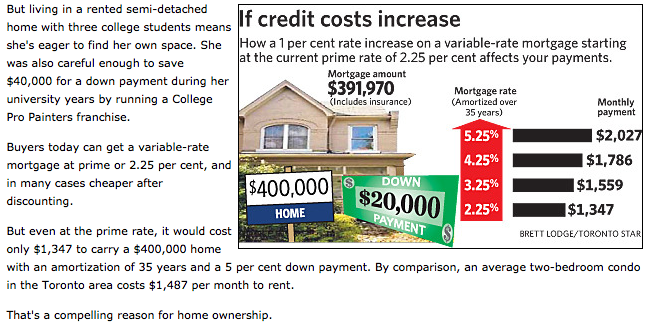 But living in a rented semi-detached
home with three college students means
she's eager to find her own space. She
was also careful enough to save
$40,000 for a down payment during her
university years by running a College
Pro Painters franchise.
Buyers today can get a variable-rate
mortgage at prime or 2.25 per cent, and
in many cases cheaper after
discounting.
But even at the prime rate, it would cost
only $1,347 to carry a $400,000 home
with an amortization of 35 years and a 5 per cent down payment. By comparison, an average two-bedroom condo
in the Toronto area costs $1,487 per month to rent.
That's a compelling reason for home ownership.
If credit costs increase
How a 1 per cent rate increase on a variable-rate mortgage starting
at the current prime rate of 2.25 per cent affects your payments.
Mortgage amount
$391,970
(Includes insurance)
$400,000
HOME
$ DOWN
$20,000
PAYMENT $
Mortgage rate
(Amortized over
35 years)
Monthly
payment
5.25% $2,027
4.25% $1,786
3.25% $1,559
2.25% $1,347
BRETT LODGE/TORONTO STAR